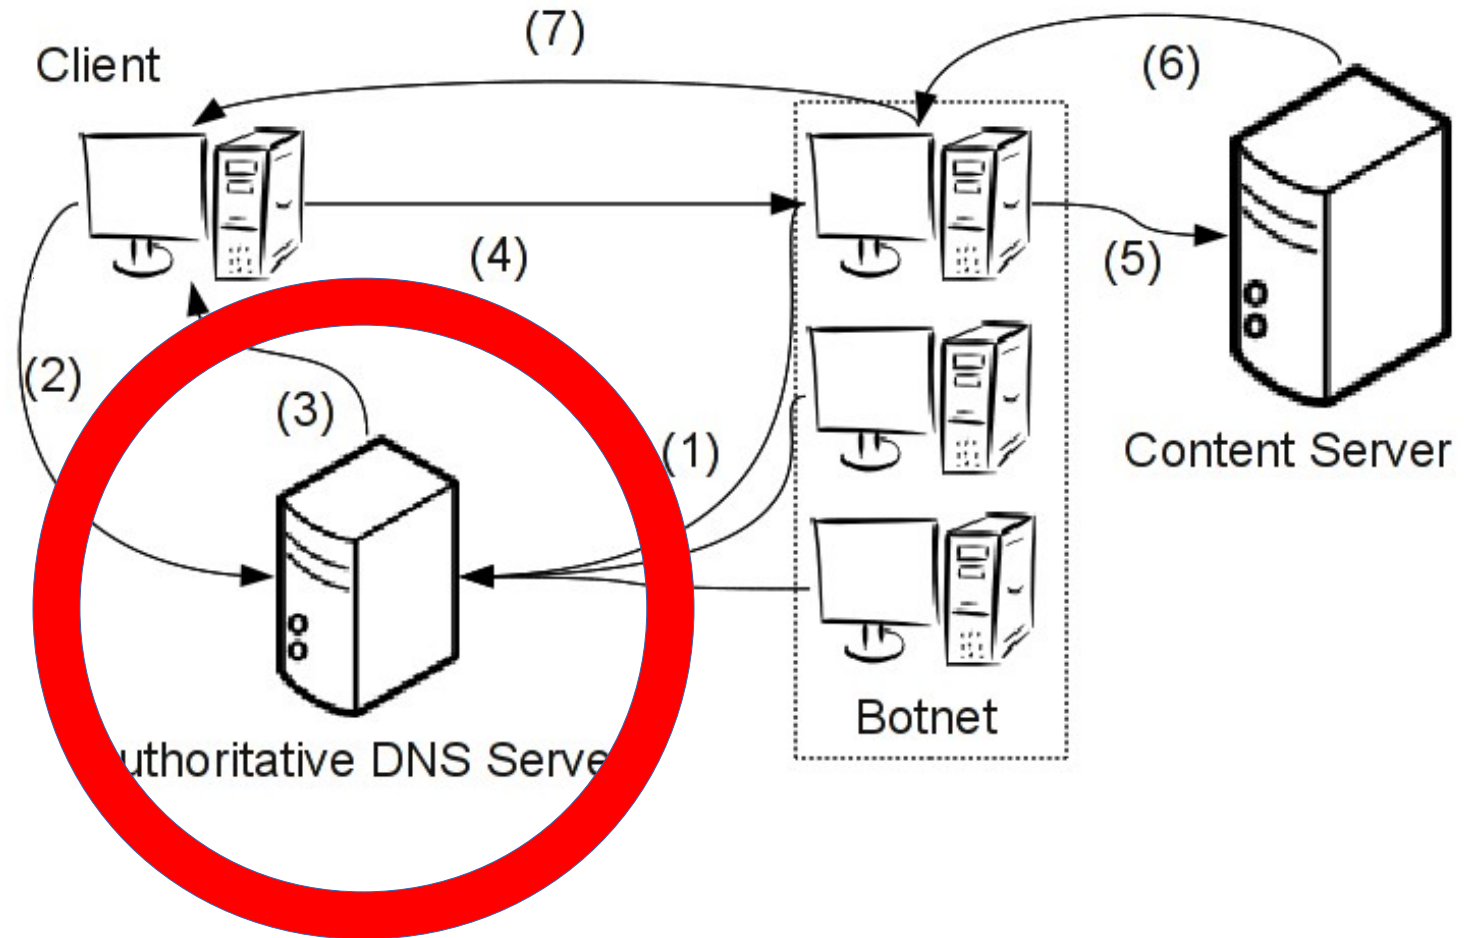 (7)
Client
(6)
(4)
(5)
(2)
(3)
(1)
Content Server
Botnet
uthoritative DNS Serve